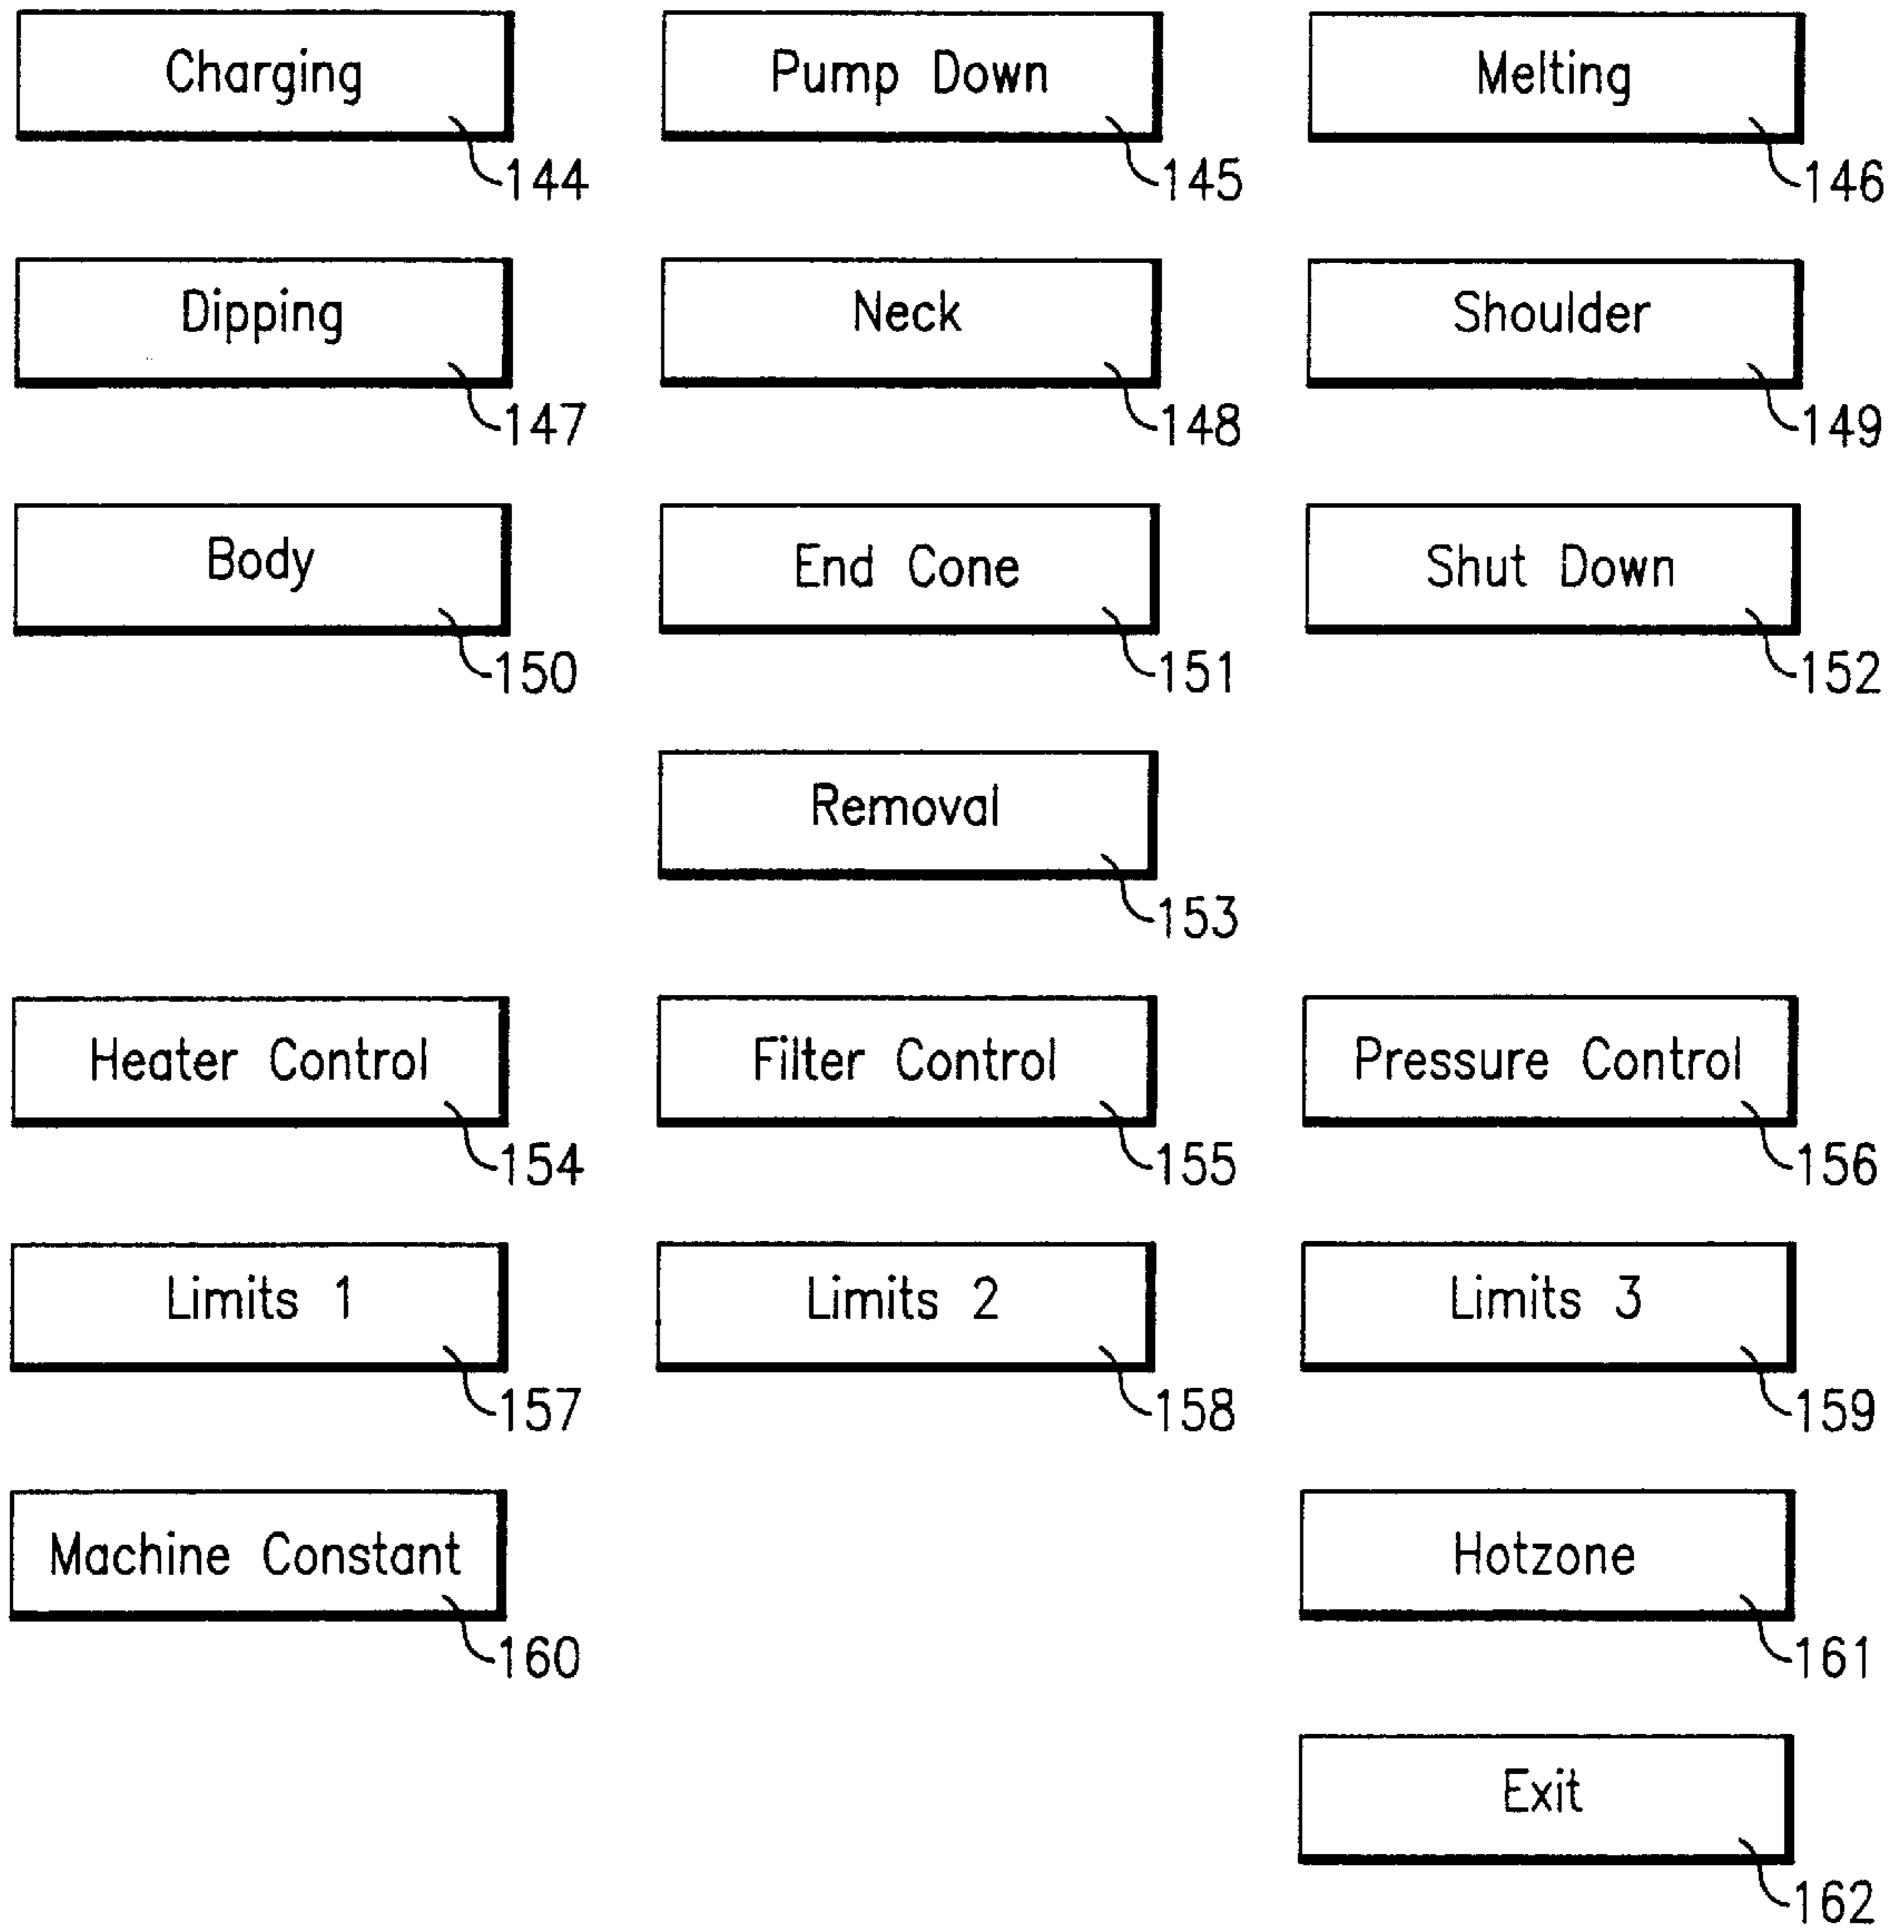 Charging
Pump Down
Melting
144
145
146
Dipping
Neck
Shoulder
147
148
149
Body
End Cone
Shut Down
150
151
152
Removal
153
Heater Control
Filter Control
Pressure Control
154
155
156
Limits 1
Limits 2
Limits 3
157
158
159
Machine Constant
Hotzone
160
161
Exit
162